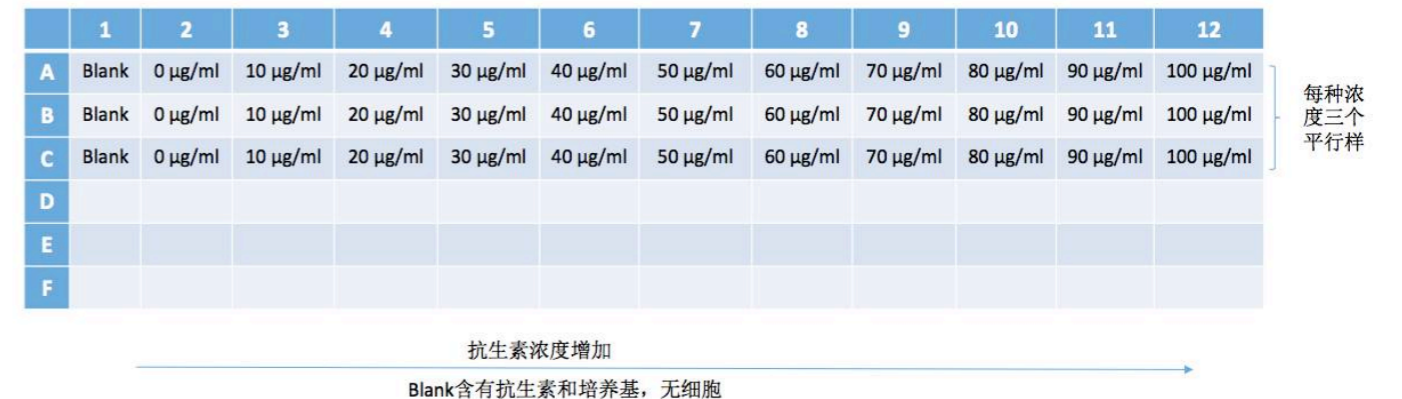 1 2 3 4 5 6 7 8 9 10 11 12
A Blank 0 µg/ml 10 µg/ml 20 µg/ml 30 µg/ml 40 µg/ml 50 µg/ml 60 µg/ml 70 µg/ml 80 µg/ml 90 µg/ml 100 µg/ml
B Blank 0 µg/ml 10 µg/ml 20 µg/ml 30 µg/ml 40 µg/ml 50 µg/ml 60 µg/ml 70 µg/ml 80 µg/ml 90 µg/ml 100 µg/ml
C Blank 0 µg/ml 10 µg/ml 20 µg/ml 30 µg/ml 40 µg/ml 50 µg/ml 60 µg/ml 70 µg/ml 80 µg/ml 90 µg/ml 100 µg/ml
D
E
F
每种浓
度三个
平行样
抗生素浓度增加
Blank含有抗生素和培养基，无细胞